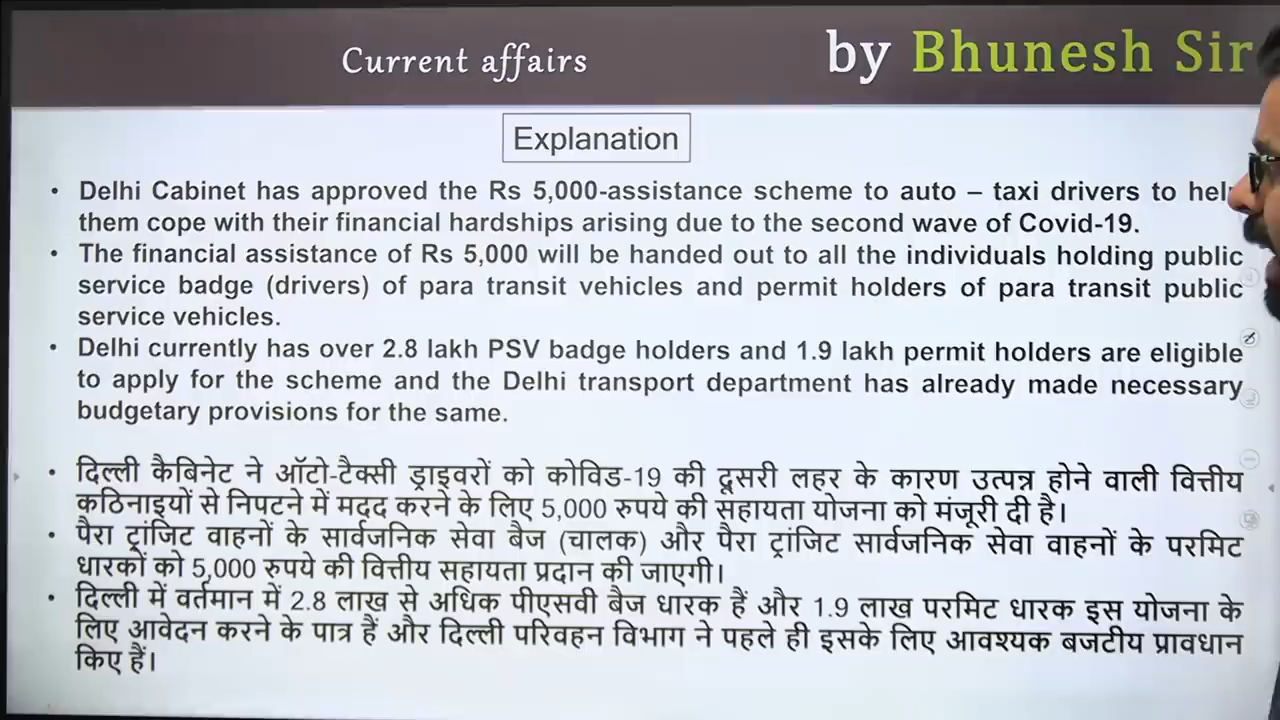 Current affairs
by Bhunesh Sir
Explanation
• Delhi Cabinet has approved the Rs 5,000-assistance scheme to auto – taxi drivers to
them cope with their financial hardships arising due to the second wave of Covid-19.
• The financial assistance of Rs 5,000 will be handed out to all the individuals holding public
service badge (drivers) of para transit vehicles and permit holders of para transit public
service vehicles.
• Delhi currently has over 2.8 lakh PSV badge holders and 1.9 lakh permit holders are eligible
to apply for the scheme and the Delhi transport department has already made necessary
budgetary provisions for the same.
• दिल्ली कैबिनेट ने ऑटो-टैक्सी ड्राइवरों को कोविड-19 की दूसरी लहर के कारण उत्पन्न होने वाली वित्तीय
कठिनाइयों से निपटने में मदद करने के लिए 5,000 रुपये की सहायता योजना को मंजूरी दी है।
• पैरा ट्रांजिट वाहनों के सार्वजनिक सेवा बैज (चालक) और पैरा ट्रांजिट सार्वजनिक सेवा वाहनों के परमिट
धारकों को 5,000 रुपये की वित्तीय सहायता प्रदान की जाएगी।
• दिल्ली में वर्तमान में 2.8 लाख से अधिक पीएसवी बैज धारक हैं और 1.9 लाख परमिट धारक इस योजना के
लिए आवेदन करने के पात्र हैं और दिल्ली परिवहन विभाग ने पहले ही इसके लिए आवश्यक बजटीय प्रावधान
किए हैं।